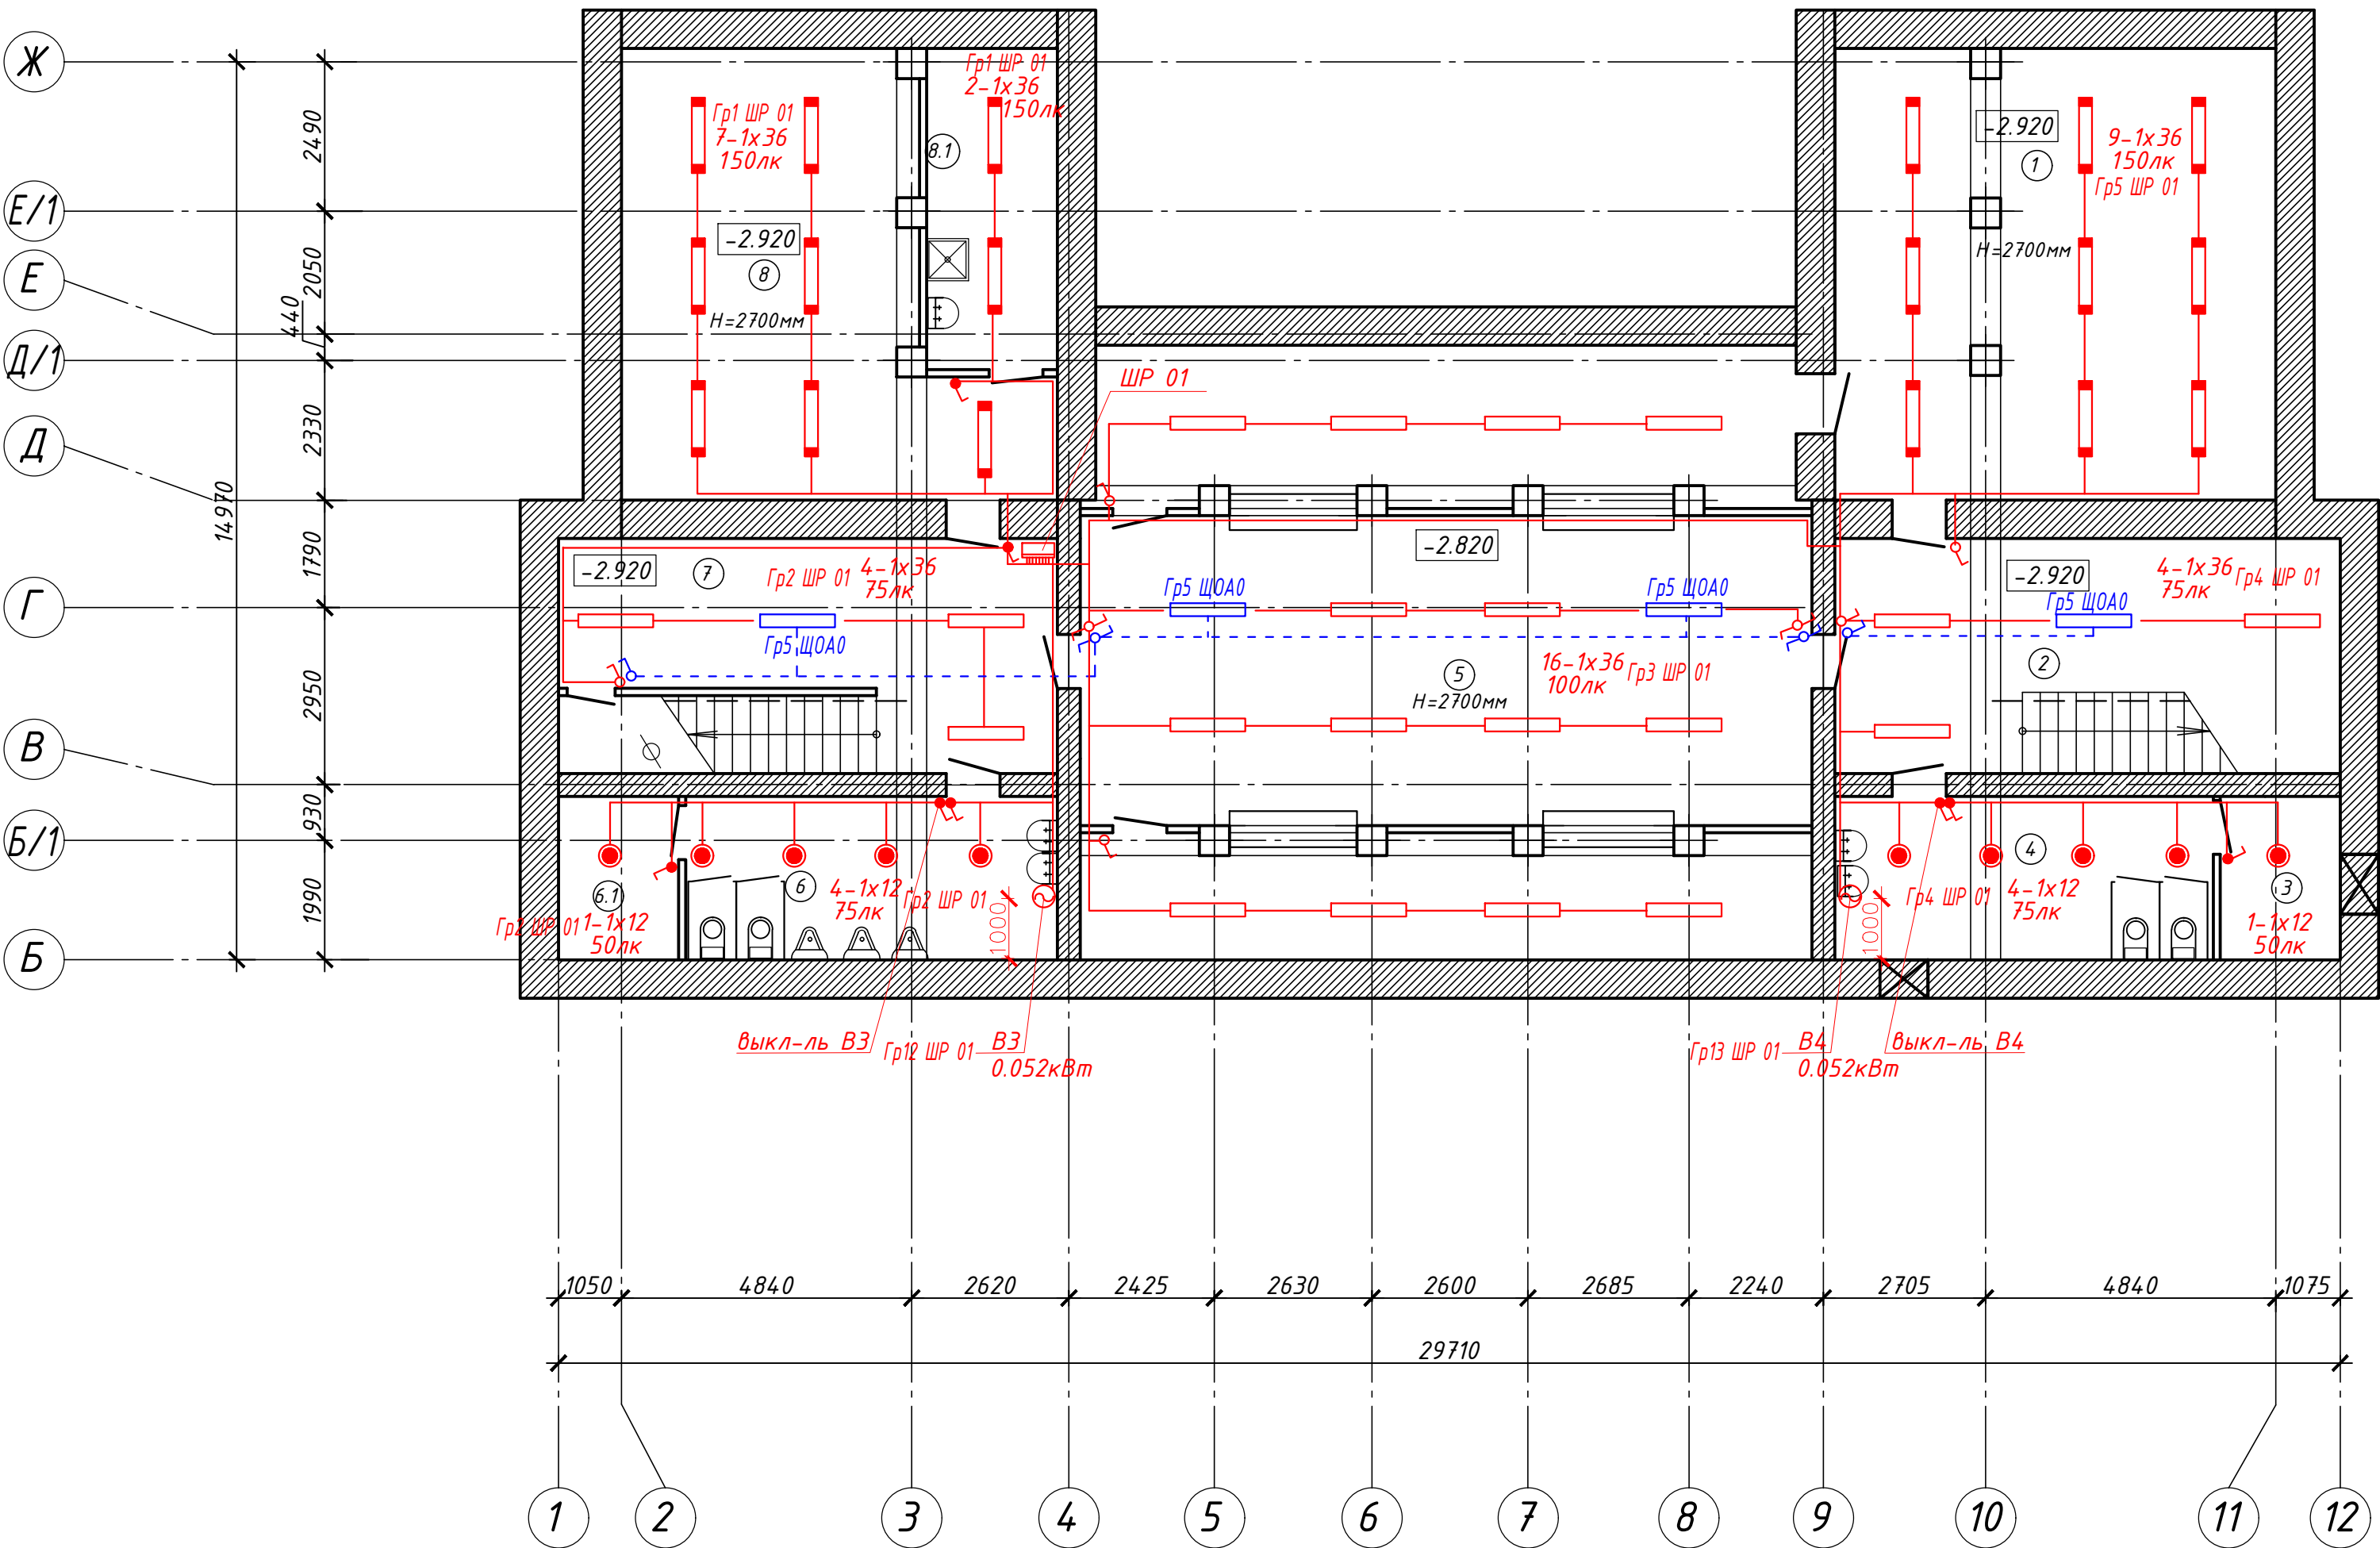 Ж
Е/1
Е
Д/1
Д
Г
В
Б/1
Б
2490
2050
440
2330
14970
1790
2950
930
1990
Гр1 ШР 01
7-1х36
150лк
Гр1 ШР 01
2-1х36
150лк
8.1
-2.920
8
Н=2700мм
-2.920
1
9-1х36
150лк
Гр5 ШР 01
Н=2700мм
ШР 01
-2.920
7
Гр2 ШР 01
4-1х36
75лк
Гр5 ЩОА0
-2.820
Гр5 ЩОА0
Гр5 ЩОА0
5
Н=2700мм
16-1х36
100лк
Гр3 ШР 01
-2.920
4-1х36
75лк
Гр4 ШР 01
Гр5 ЩОА0
2
6.1
Гр2 ШР 01
1-1х12
50лк
6
4-1х12
75лк
Гр2 ШР 01
1000
1000
Гр4 ШР 01
4
4-1х12
75лк
3
1-1х12
50лк
выкл-ль В3
Гр12 ШР 01
В3
0.052кВт
Гр13 ШР 01
В4
0.052кВт
выкл-ль В4
1050
4840
2620
2425
2630
2600
2685
2240
2705
4840
1075
29710
1
2
3
4
5
6
7
8
9
10
11
12